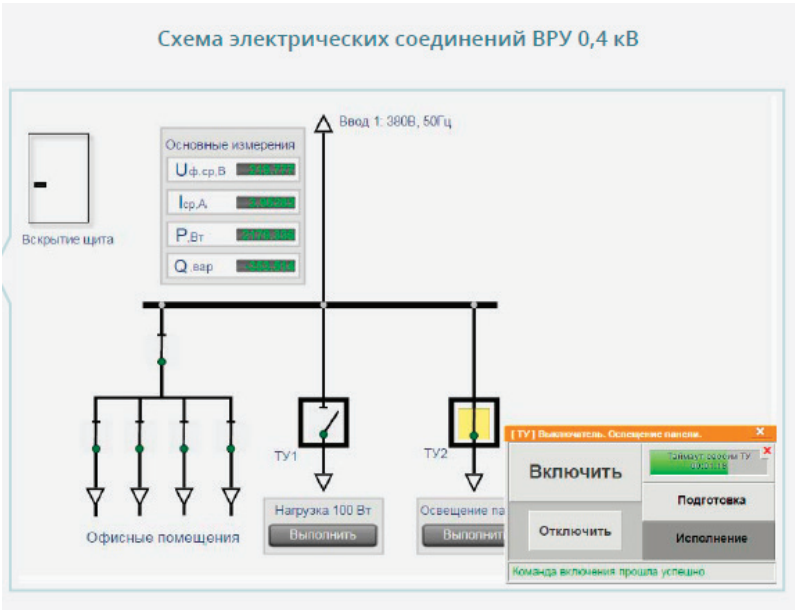 Схема электрических соединений ВРУ 0,4 кВ
Ввод 1: 380В, 50Гц
Основные измерения
Uф.ср,В
Iср,А
P,Вт
Q,вар
Вскрытие щита
ТУ1
ТУ2
Офисные помещения
Нагрузка 100 Вт
Выполнить
Освещение па
Выполнит
[ТУ] Выключатель. Освещение панели.
Включить
Отключить
Таймаут ТУ
Подготовка
Исполнение
Команда включения прошла успешно